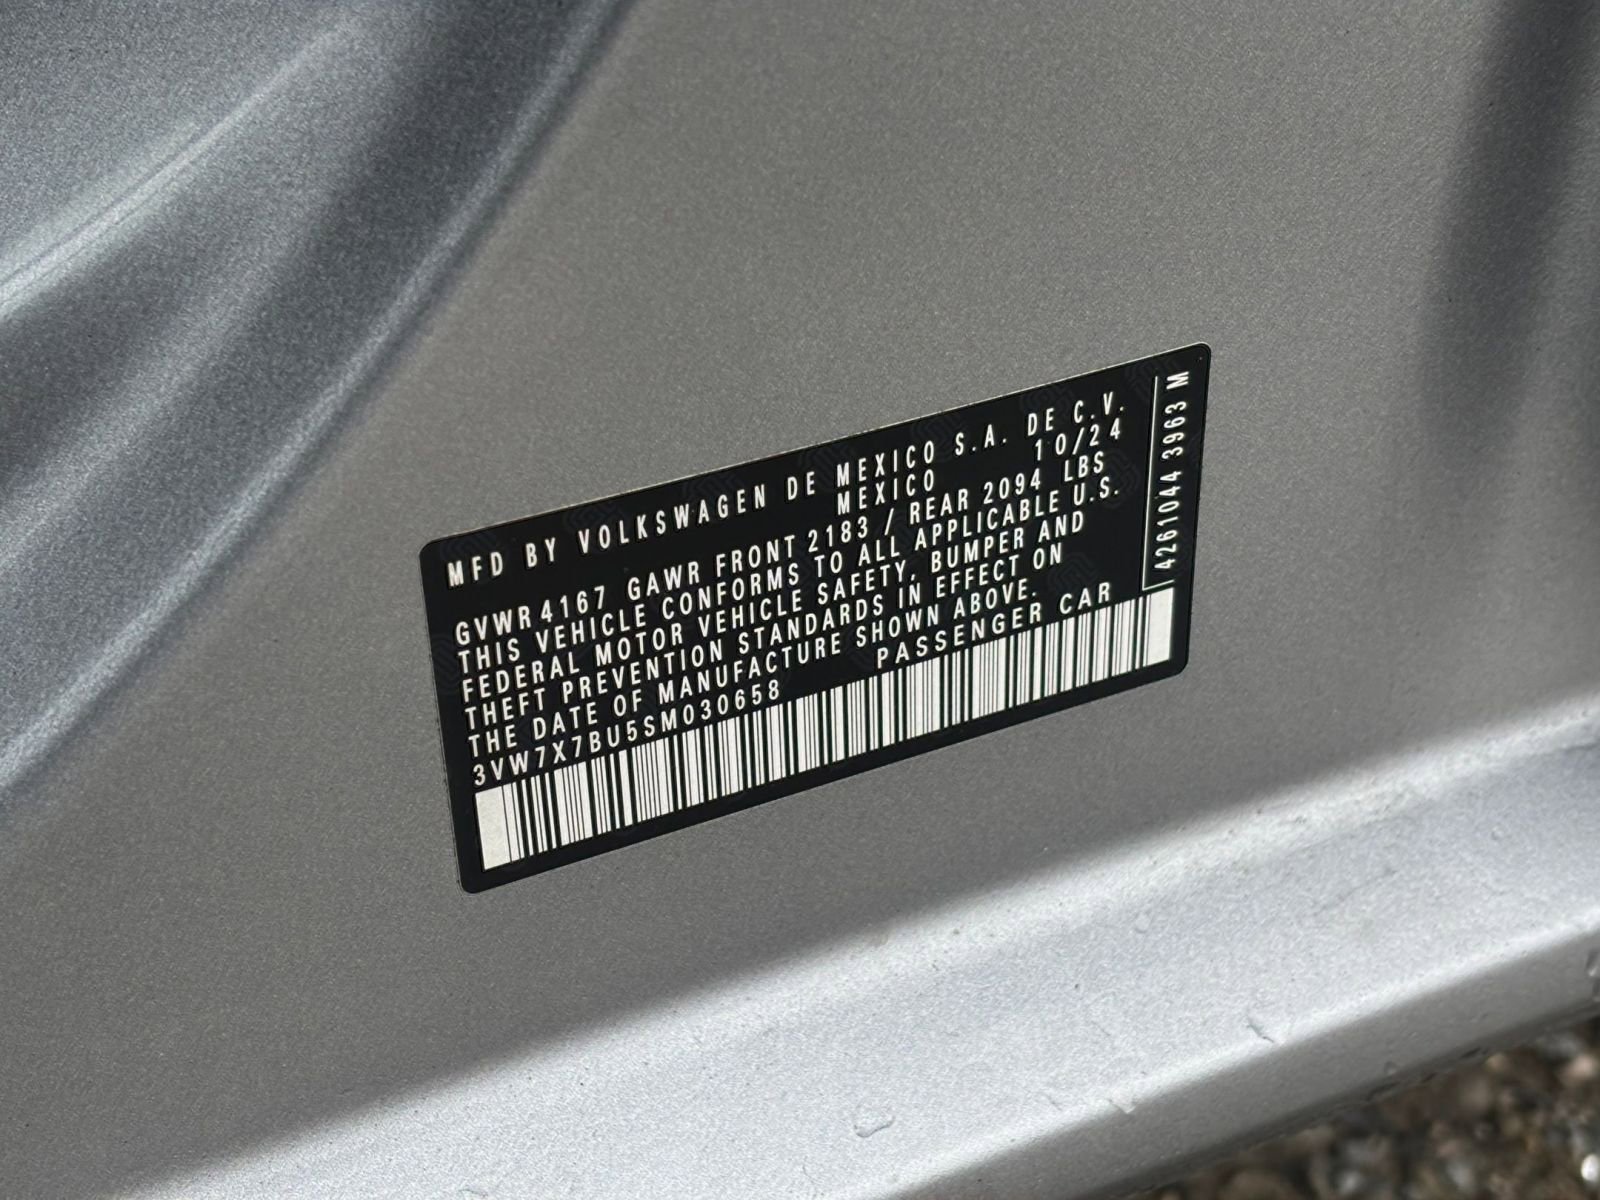 MFD BY VOLKSWAGEN DE MEXICO S.A. DE C.V.
MEXICO 10/24
GVWR 4167 GAWR FRONT 2183 / REAR 2094 LBS
THIS VEHICLE CONFORMS TO ALL APPLICABLE U.S.
FEDERAL MOTOR VEHICLE SAFETY, BUMPER AND
THEFT PREVENTION STANDARDS IN EFFECT ON
THE DATE OF MANUFACTURE SHOWN ABOVE.
3VW7X7BU5SM030658 PASSENGER CAR
4261044 3963 M